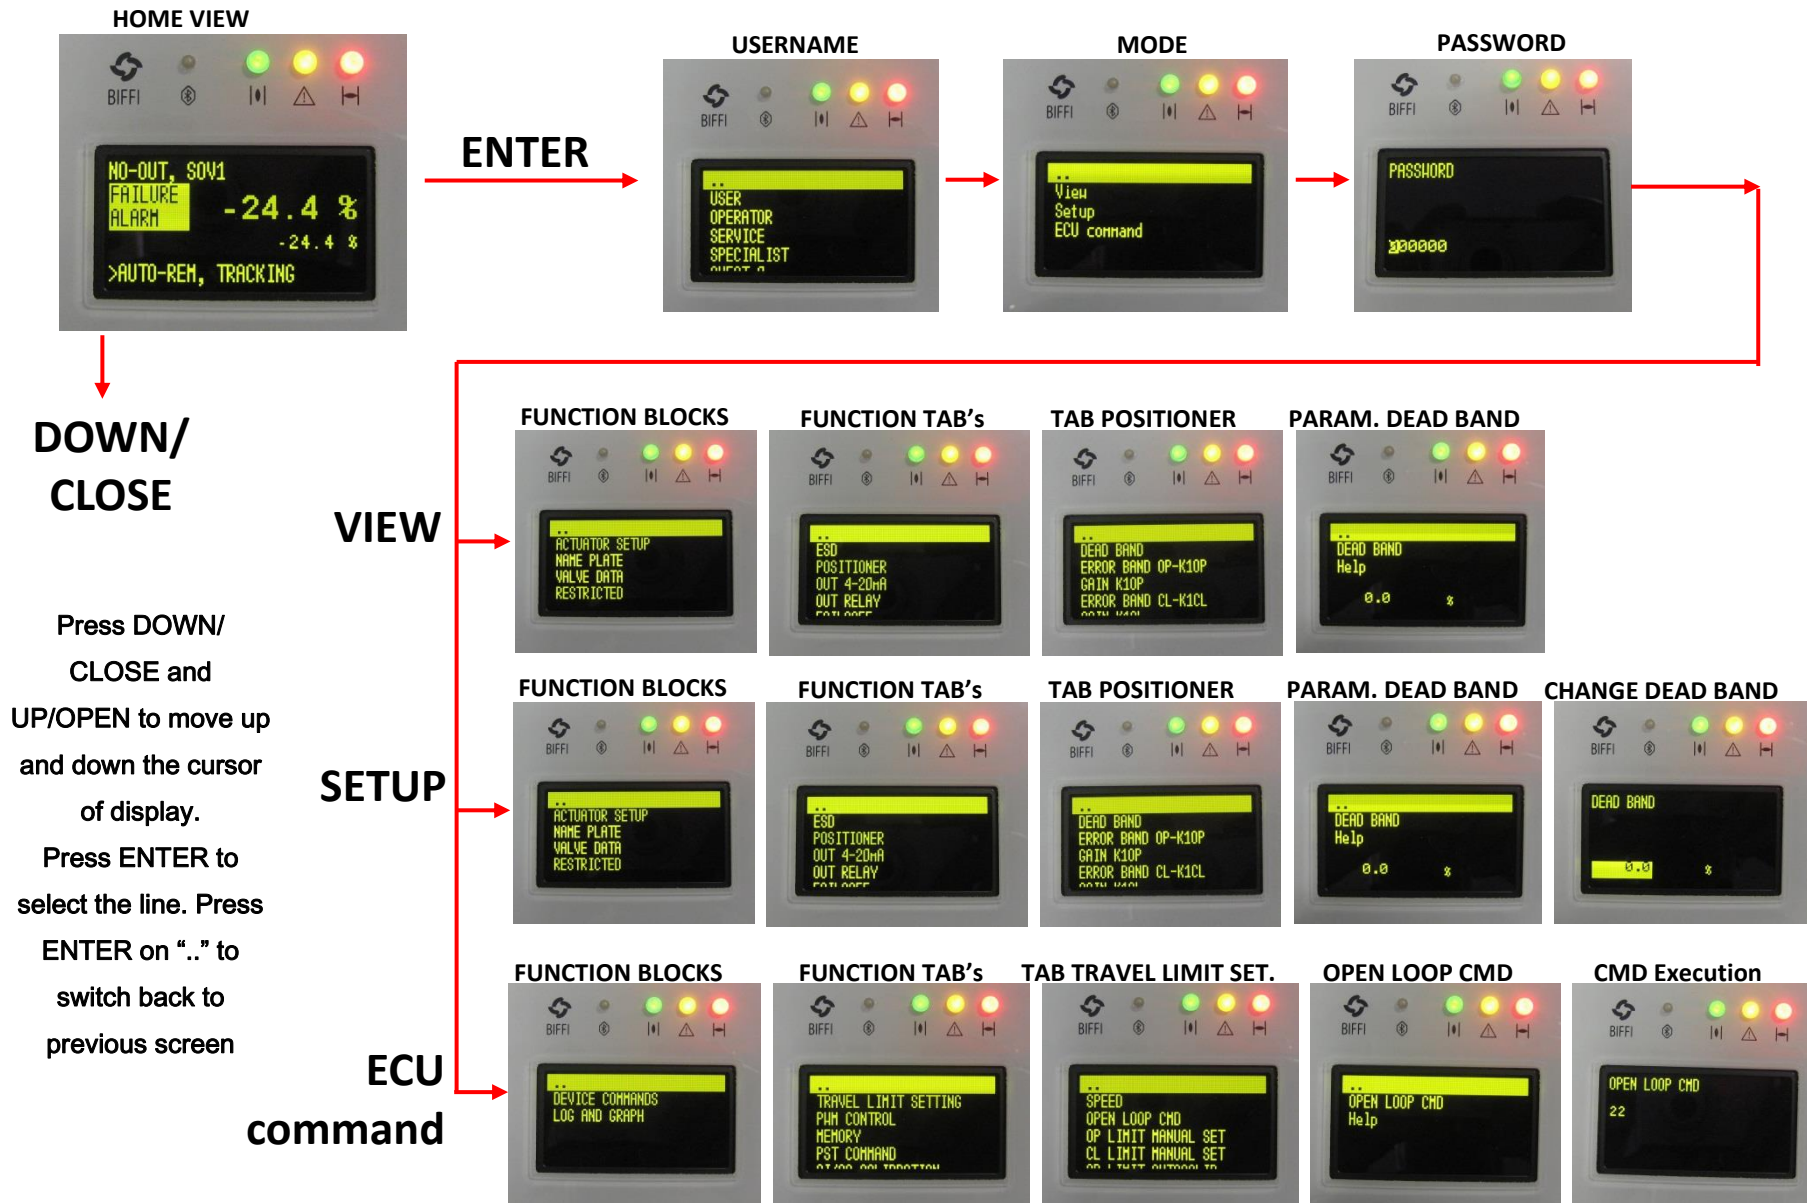 HOME VIEW
BIFFI
NO-OUT, SOV1
FAILURE
ALARM
-24.4 %
-24.4 %
>AUTO-REM, TRACKING
ENTER
USERNAME
BIFFI
..
USER
OPERATOR
SERVICE
SPECIALIST
MODE
BIFFI
..
View
Setup
ECU command
PASSWORD
BIFFI
PASSWORD
00000
DOWN/
CLOSE
Press DOWN/
CLOSE and
UP/OPEN to move up
and down the cursor
of display.
Press ENTER to
select the line. Press
ENTER on “..” to
switch back to
previous screen
VIEW
FUNCTION BLOCKS
BIFFI
..
ACTUATOR SETUP
NAME PLATE
VALVE DATA
RESTRICTED
FUNCTION TAB's
BIFFI
..
ESD
POSITIONER
OUT 4-20mA
OUT RELAY
TAB POSITIONER
BIFFI
..
DEAD BAND
ERROR BAND OP-K1OP
GAIN K1OP
ERROR BAND CL-K1CL
PARAM. DEAD BAND
BIFFI
..
DEAD BAND
Help
0.0 %
SETUP
FUNCTION BLOCKS
BIFFI
..
ACTUATOR SETUP
NAME PLATE
VALVE DATA
RESTRICTED
FUNCTION TAB's
BIFFI
..
ESD
POSITIONER
OUT 4-20mA
OUT RELAY
TAB POSITIONER
BIFFI
..
DEAD BAND
ERROR BAND OP-K1OP
GAIN K1OP
ERROR BAND CL-K1CL
PARAM. DEAD BAND
BIFFI
..
DEAD BAND
Help
0.0 %
CHANGE DEAD BAND
BIFFI
DEAD BAND
0.0 %
ECU
command
FUNCTION BLOCKS
BIFFI
..
DEVICE COMMANDS
LOG AND GRAPH
FUNCTION TAB's
BIFFI
..
TRAVEL LIMIT SETTING
PWM CONTROL
MEMORY
PST COMMAND
TAB TRAVEL LIMIT SET.
BIFFI
..
SPEED
OPEN LOOP CMD
OP LIMIT MANUAL SET
CL LIMIT MANUAL SET
OPEN LOOP CMD
BIFFI
..
OPEN LOOP CMD
Help
CMD Execution
BIFFI
OPEN LOOP CMD
22